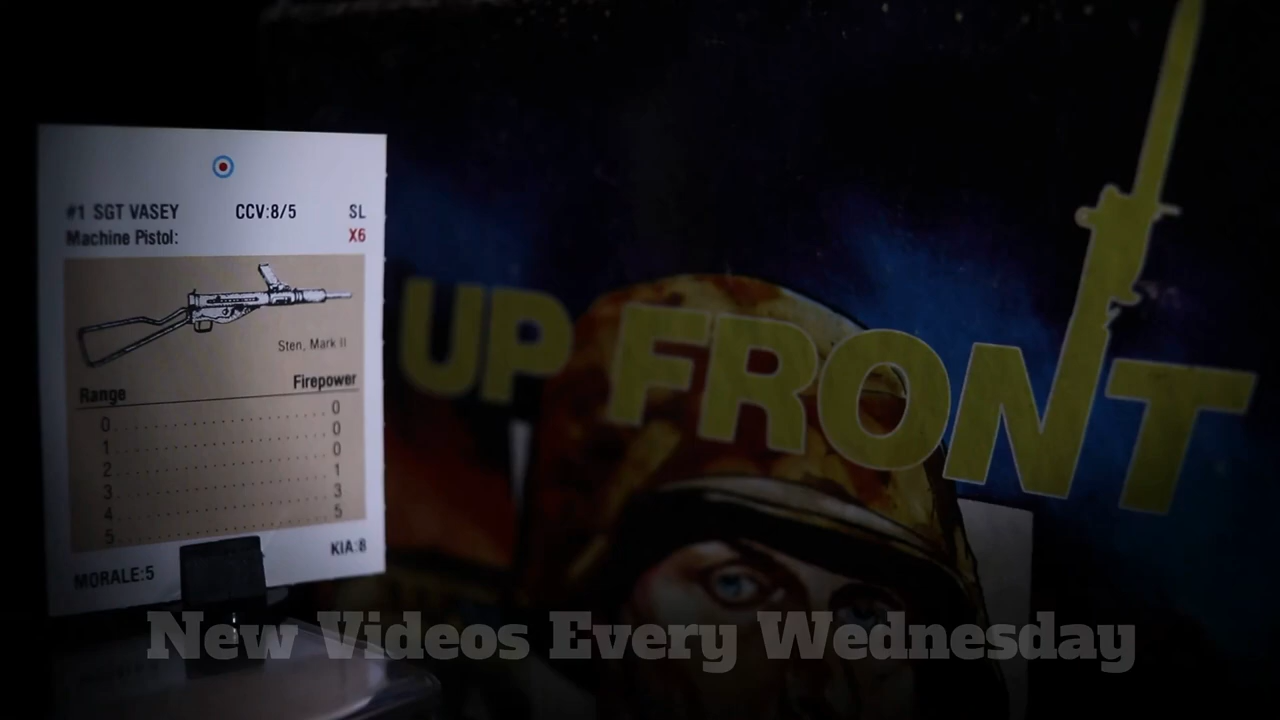 #1 SGT VASEY CCV:8/5 SL
Machine Pistol: X6
Sten, Mark II
Range Firepower
0 0
1 0
2 0
3 1
4 3
5 5
MORALE:5 KIA:8
UP FRONT
New Videos Every Wednesday